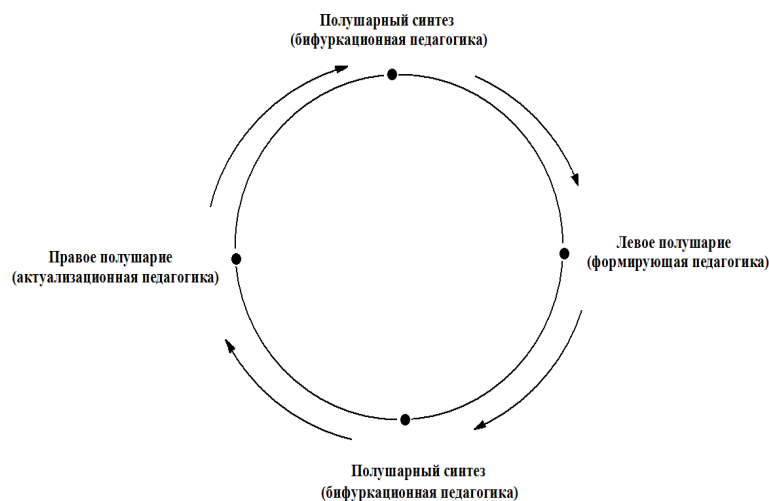 Полушарный синтез
(бифуркационная педагогика)
Правое полушарие
(актуализационная педагогика)
Левое полушарие
(формирующая педагогика)
Полушарный синтез
(бифуркационная педагогика)